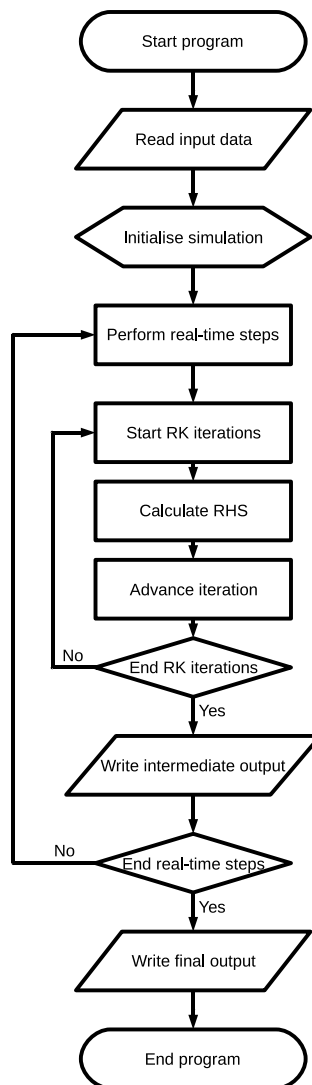 Start program
Read input data
Initialise simulation
Perform real-time steps
Start RK iterations
Calculate RHS
Advance iteration
No
End RK iterations
Yes
Write intermediate output
No
End real-time steps
Yes
Write final output
End program